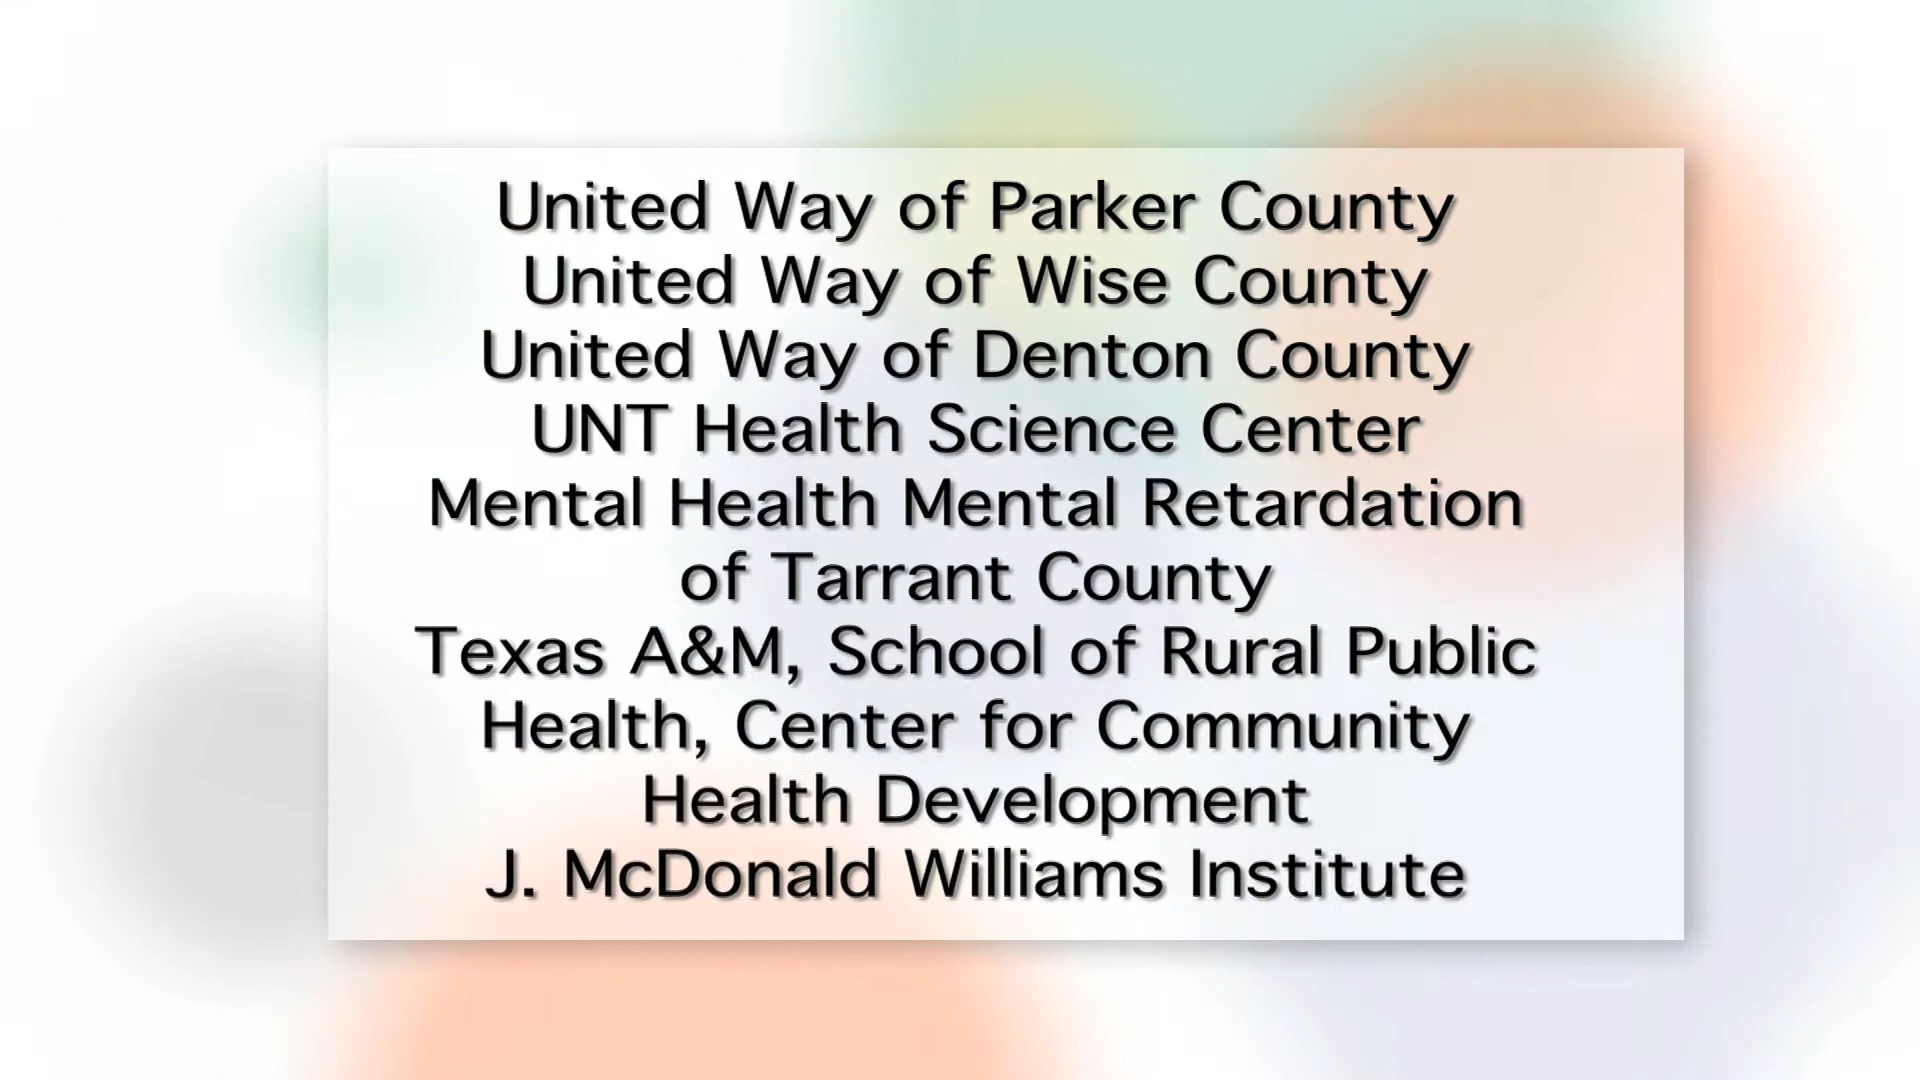 United Way of Parker County
United Way of Wise County
United Way of Denton County
UNT Health Science Center
Mental Health Mental Retardation
of Tarrant County
Texas A&M, School of Rural Public
Health, Center for Community
Health Development
J. McDonald Williams Institute